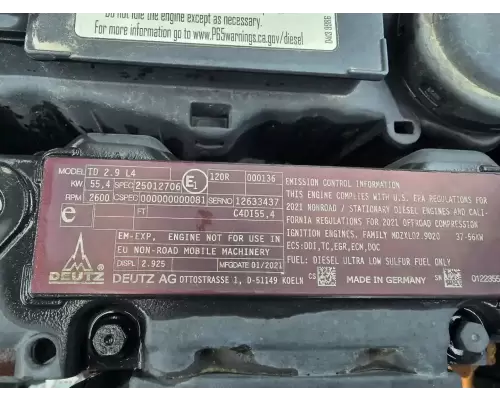 Do not idle the engine except as necessary.
For more information go to www.P65warnings.ca.gov/diesel
MODEL TD 2.9 L4 120R 000136
KW 55,4 SPEC 25012706 E1
RPM 2600 CSPEC 000000000081 SERNO 12633437
e FT C4DI55.4
EM-EXP. ENGINE NOT FOR USE IN
EU NON-ROAD MOBILE MACHINERY
DISPL 2.925 MFGDATE 01/2021
DEUTZ
DEUTZ AG OTTOSTRASSE 1, D-51149 KOELN
EMISSION CONTROL INFORMATION
THIS ENGINE COMPLIES WITH U.S. EPA REGULATIONS FOR
2021 NONROAD / STATIONARY DIESEL ENGINES AND CALI-
FORNIA REGULATIONS FOR 2021 OFFROAD COMPRESSION
IGNITION ENGINES. FAMILY MDZXL02.9020 37-56KW
ECS:DDI,TC,EGR,ECM,DOC
FUEL: DIESEL ULTRA LOW SULFUR FUEL ONLY
CS MADE IN GERMANY SN 0122855